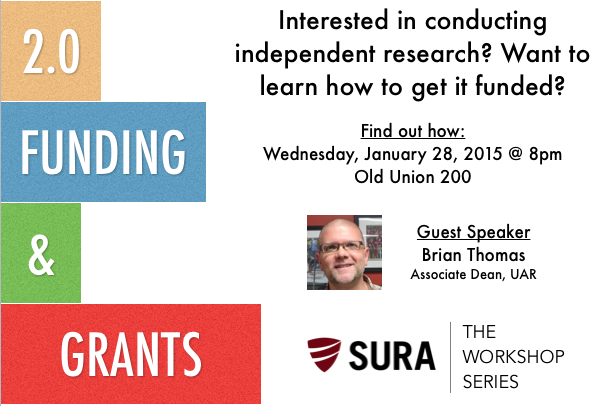 2.0
FUNDING
&
GRANTS
Interested in conducting
independent research? Want to
learn how to get it funded?
Find out how:
Wednesday, January 28, 2015 @ 8pm
Old Union 200
Guest Speaker
Brian Thomas
Associate Dean, UAR
SURA
THE
WORKSHOP
SERIES